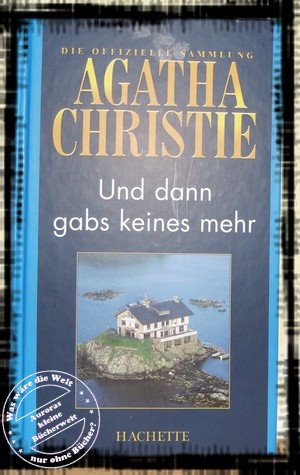 DIE OFFIZIELLE SAMMLUNG
AGATHA
CHRISTIE
Und dann
gabs keines mehr
HACHETTE
Was wäre die Welt
Auroras
kleine
Bücherwelt
nur ohne Bücher?